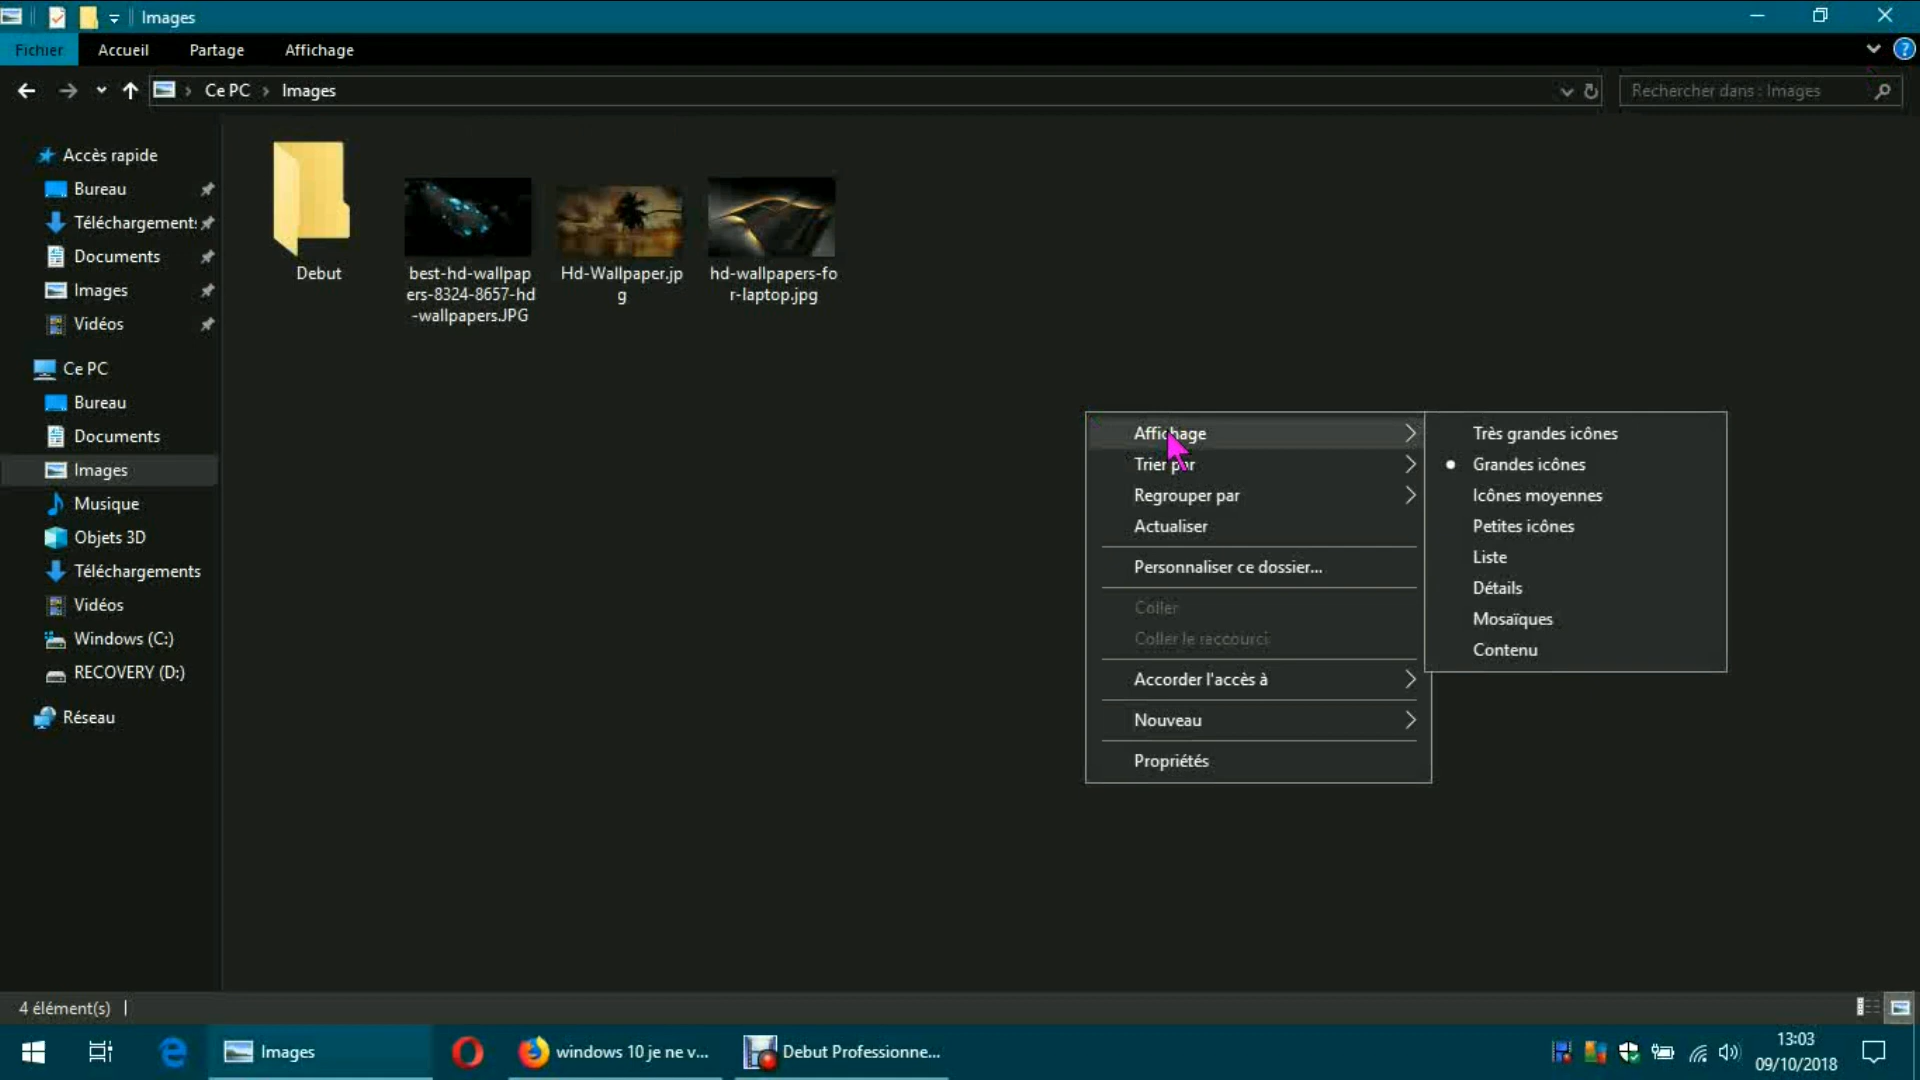 Images
Fichier
Accueil
Partage
Affichage
Ce PC
Images
Rechercher dans : Images
Accès rapide
Bureau
Téléchargements
Documents
Images
Vidéos
Ce PC
Bureau
Documents
Images
Musique
Objets 3D
Téléchargements
Vidéos
Windows (C:)
RECOVERY (D:)
Réseau
Debut
best-hd-wallpap
ers-8324-8657-hd
-wallpapers.JPG
Hd-Wallpaper.jp
g
hd-wallpapers-fo
r-laptop.jpg
Affichage
Trier par
Regrouper par
Actualiser
Personnaliser ce dossier...
Coller
Coller le raccourci
Accorder l'accès à
Nouveau
Propriétés
Très grandes icônes
Grandes icônes
Icônes moyennes
Petites icônes
Liste
Détails
Mosaïques
Contenu
4 élément(s)
Images
windows 10 je ne v...
Debut Professionne...
13:03
09/10/2018